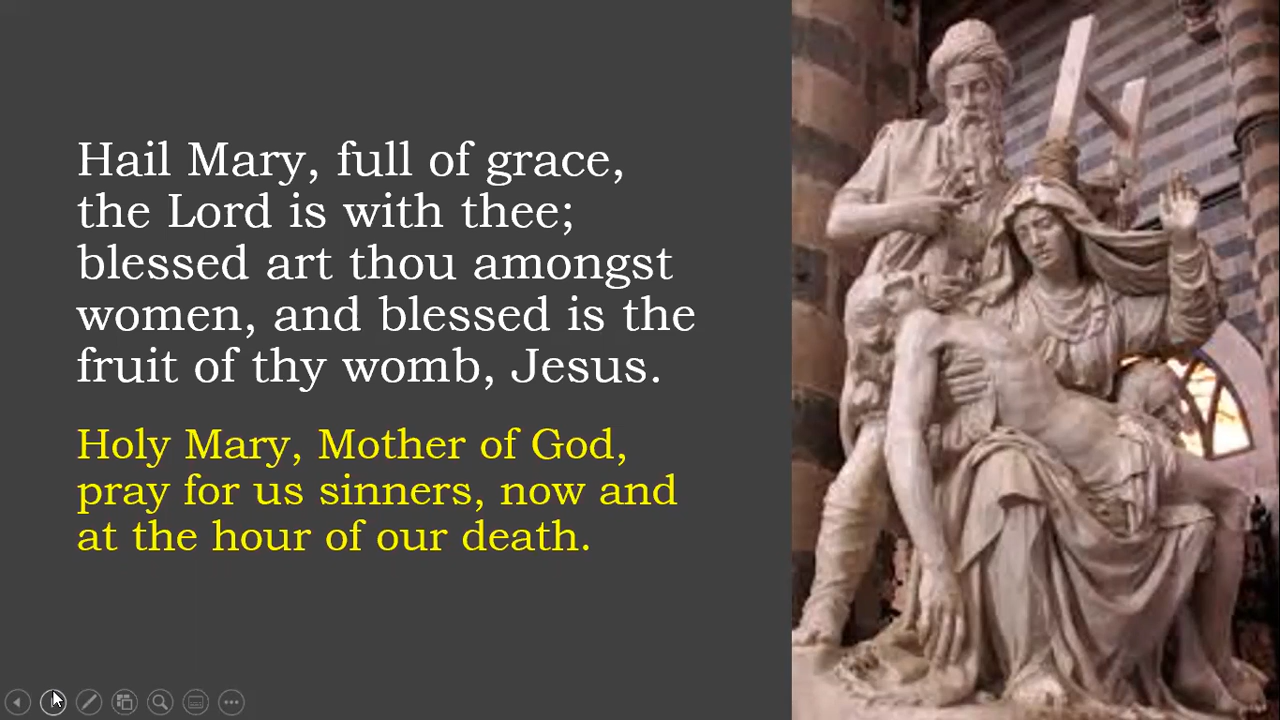 Hail Mary, full of grace,
the Lord is with thee;
blessed art thou amongst
women, and blessed is the
fruit of thy womb, Jesus.
Holy Mary, Mother of God,
pray for us sinners, now and
at the hour of our death.